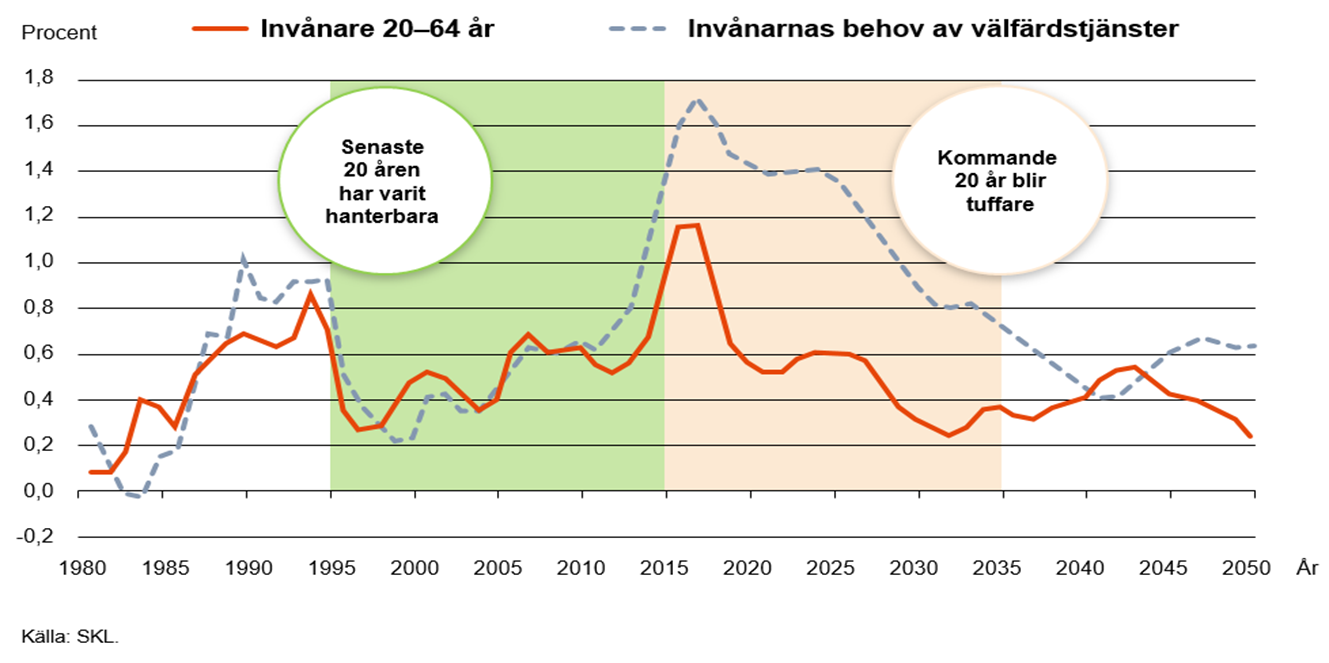 Procent
Invånare 20–64 år
Invånarnas behov av välfärdstjänster
1,8
1,6
1,4
1,2
1,0
0,8
0,6
0,4
0,2
0,0
-0,2
Senaste
20 åren
har varit
hanterbara
Kommande
20 år blir
tuffare
1980 1985 1990 1995 2000 2005 2010 2015 2020 2025 2030 2035 2040 2045 2050 År
Källa: SKL.